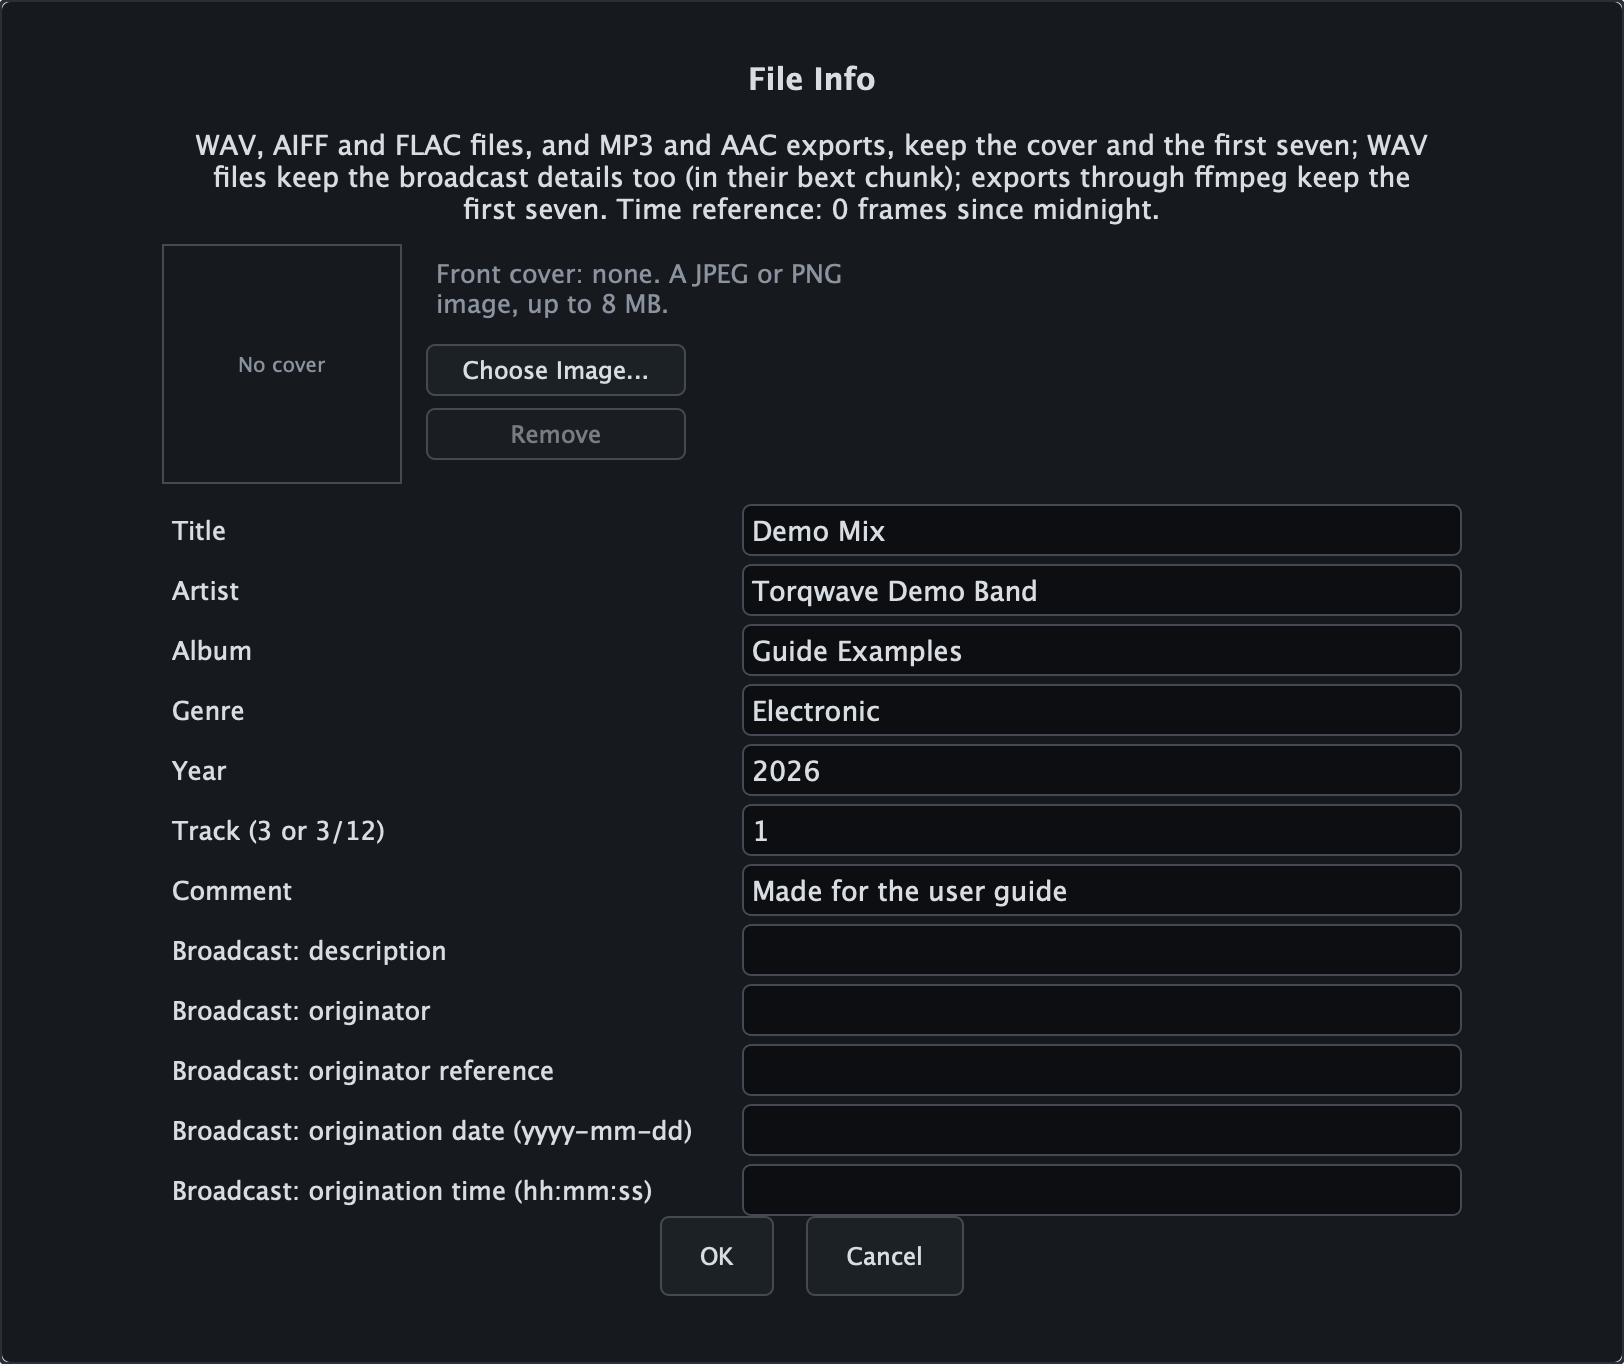 File Info
WAV, AIFF and FLAC files, and MP3 and AAC exports, keep the cover and the first seven; WAV
files keep the broadcast details too (in their bext chunk); exports through ffmpeg keep the
first seven. Time reference: 0 frames since midnight.
No cover
Front cover: none. A JPEG or PNG
image, up to 8 MB.
Choose Image...
Remove
Title Demo Mix
Artist Torqwave Demo Band
Album Guide Examples
Genre Electronic
Year 2026
Track (3 or 3/12) 1
Comment Made for the user guide
Broadcast: description
Broadcast: originator
Broadcast: originator reference
Broadcast: origination date (yyyy-mm-dd)
Broadcast: origination time (hh:mm:ss)
OK Cancel